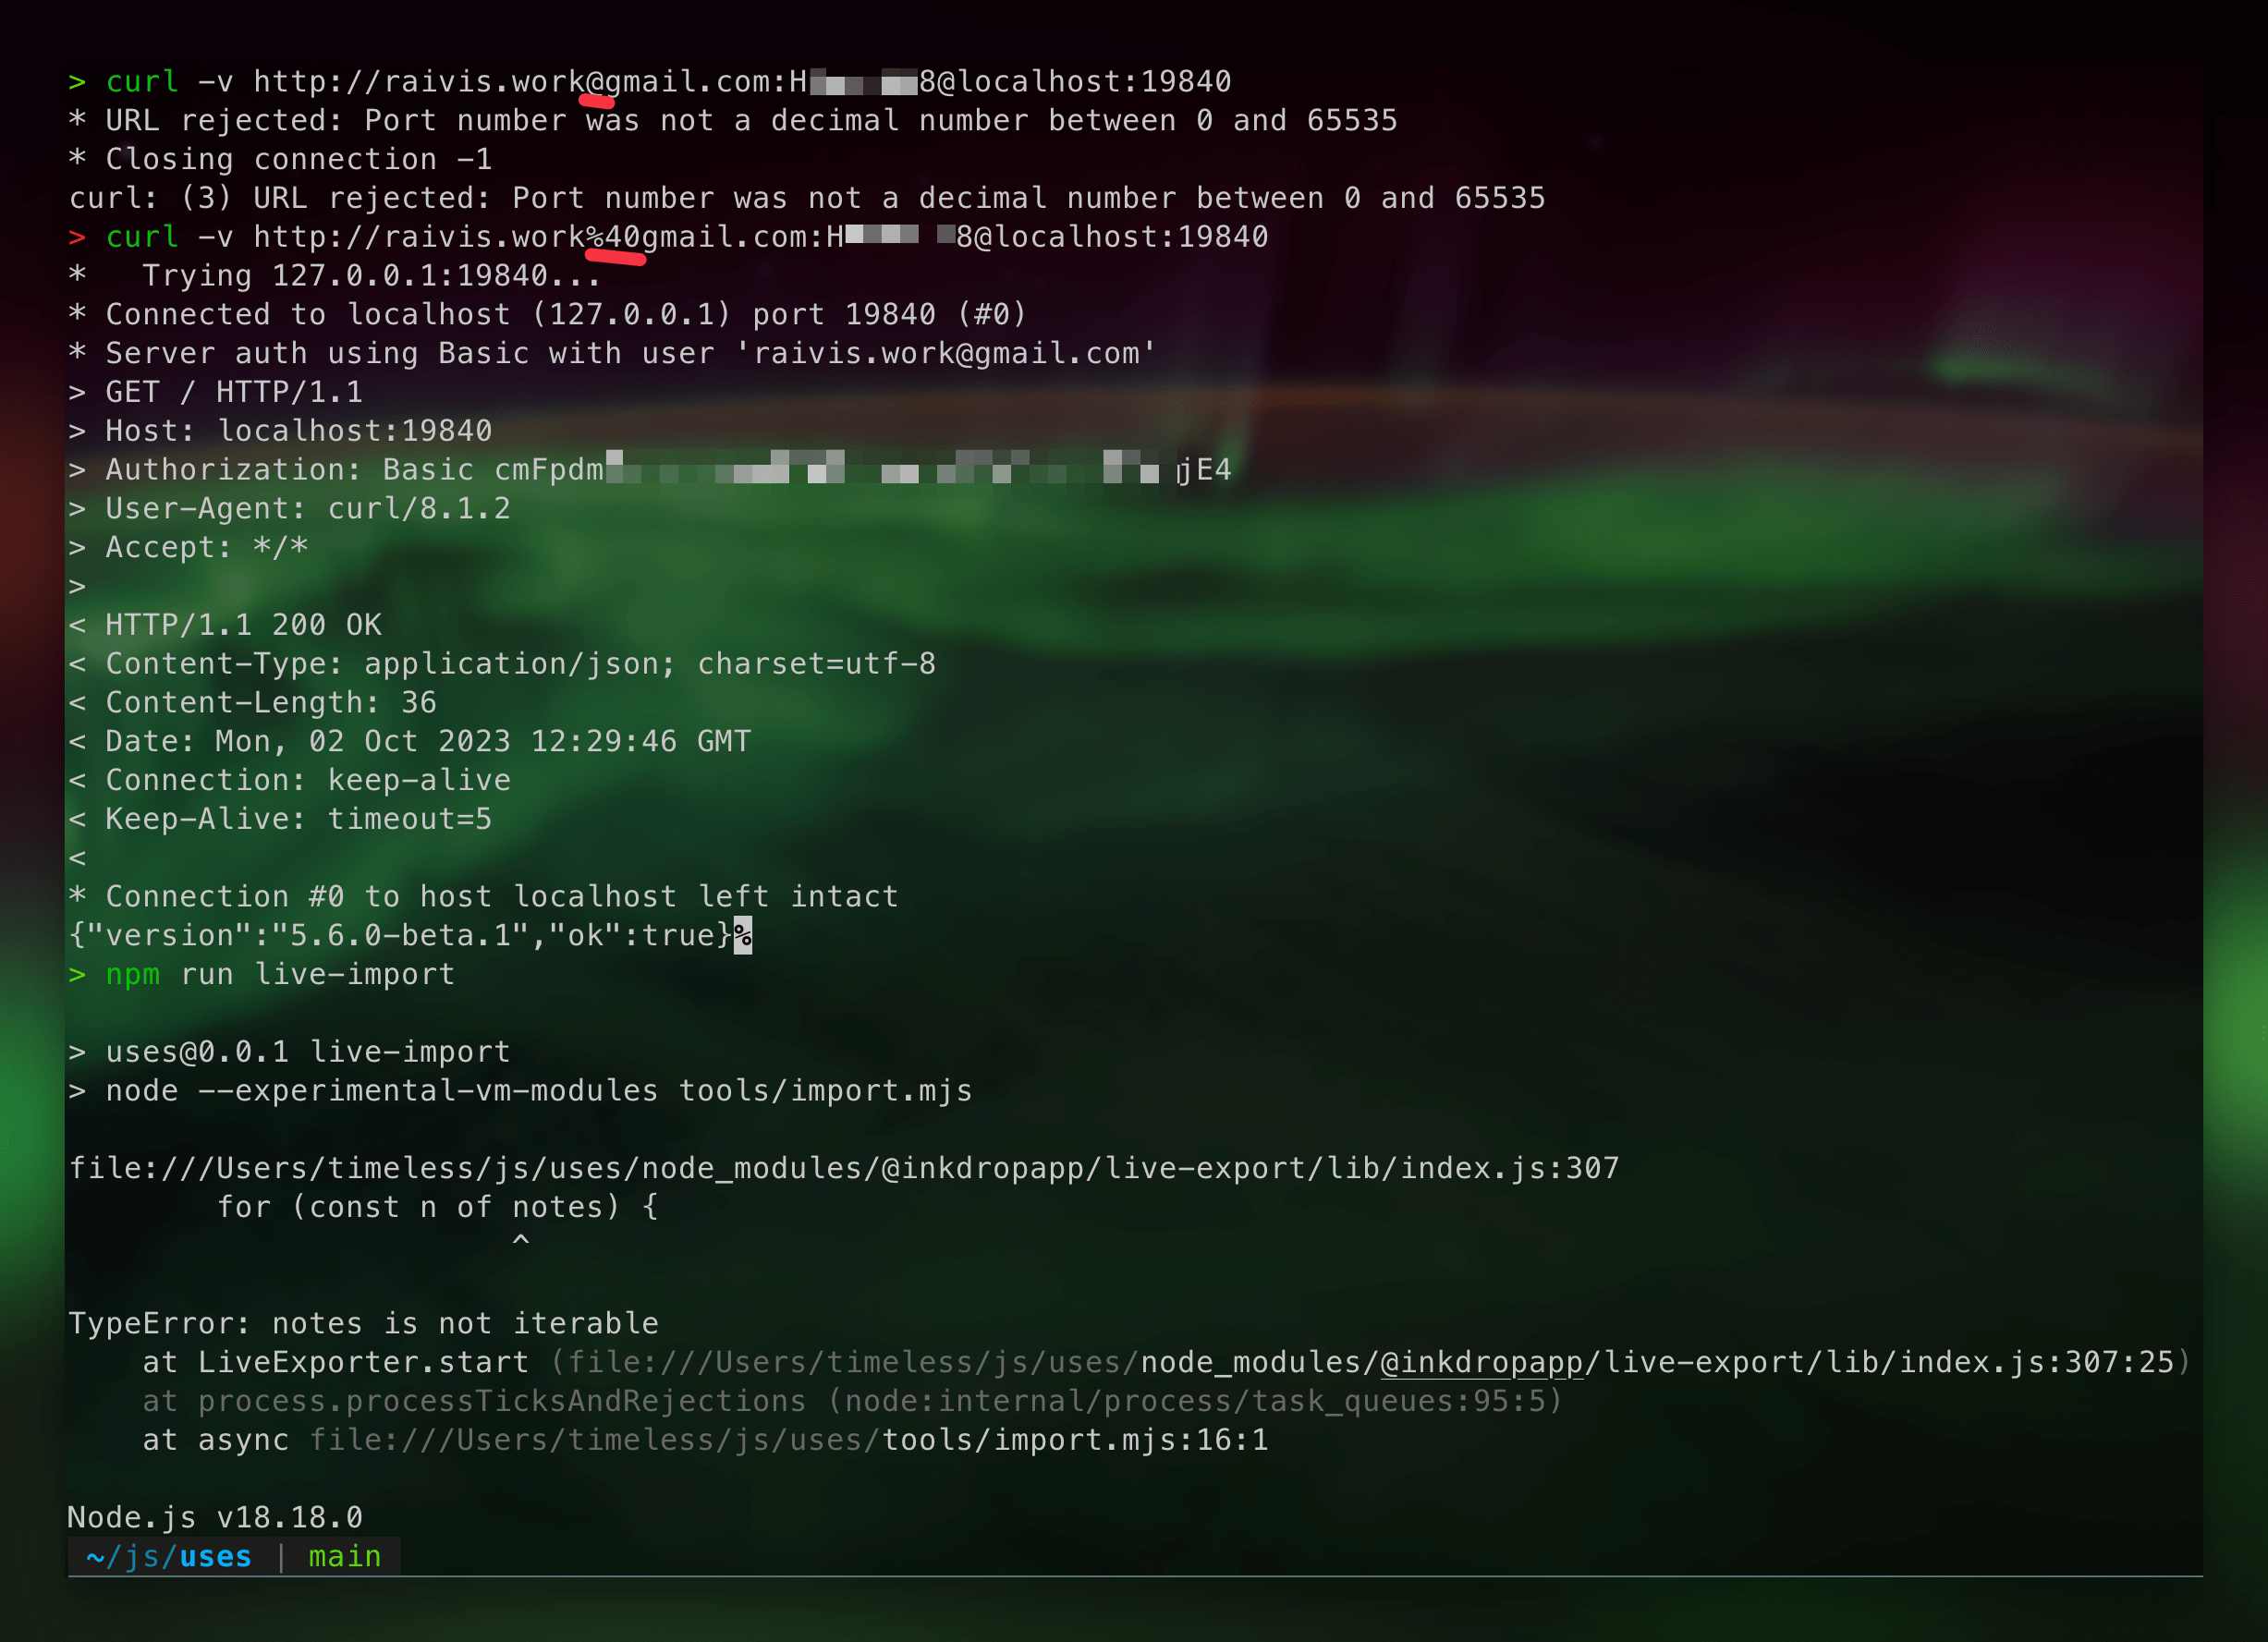 > curl -v http://raivis.work@gmail.com:H8@localhost:19840
* URL rejected: Port number was not a decimal number between 0 and 65535
* Closing connection -1
curl: (3) URL rejected: Port number was not a decimal number between 0 and 65535
> curl -v http://raivis.work%40gmail.com:H8@localhost:19840
*   Trying 127.0.0.1:19840...
* Connected to localhost (127.0.0.1) port 19840 (#0)
* Server auth using Basic with user 'raivis.work@gmail.com'
> GET / HTTP/1.1
> Host: localhost:19840
> Authorization: Basic cmFpdm jE4
> User-Agent: curl/8.1.2
> Accept: */*
>
< HTTP/1.1 200 OK
< Content-Type: application/json; charset=utf-8
< Content-Length: 36
< Date: Mon, 02 Oct 2023 12:29:46 GMT
< Connection: keep-alive
< Keep-Alive: timeout=5
<
* Connection #0 to host localhost left intact
{"version":"5.6.0-beta.1","ok":true}%
> npm run live-import
> uses@0.0.1 live-import
> node --experimental-vm-modules tools/import.mjs
file:///Users/timeless/js/uses/node_modules/@inkdropapp/live-export/lib/index.js:307
        for (const n of notes) {
                        ^
TypeError: notes is not iterable
    at LiveExporter.start (file:///Users/timeless/js/uses/node_modules/@inkdropapp/live-export/lib/index.js:307:25)
    at process.processTicksAndRejections (node:internal/process/task_queues:95:5)
    at async file:///Users/timeless/js/uses/tools/import.mjs:16:1
Node.js v18.18.0
~/js/uses | main